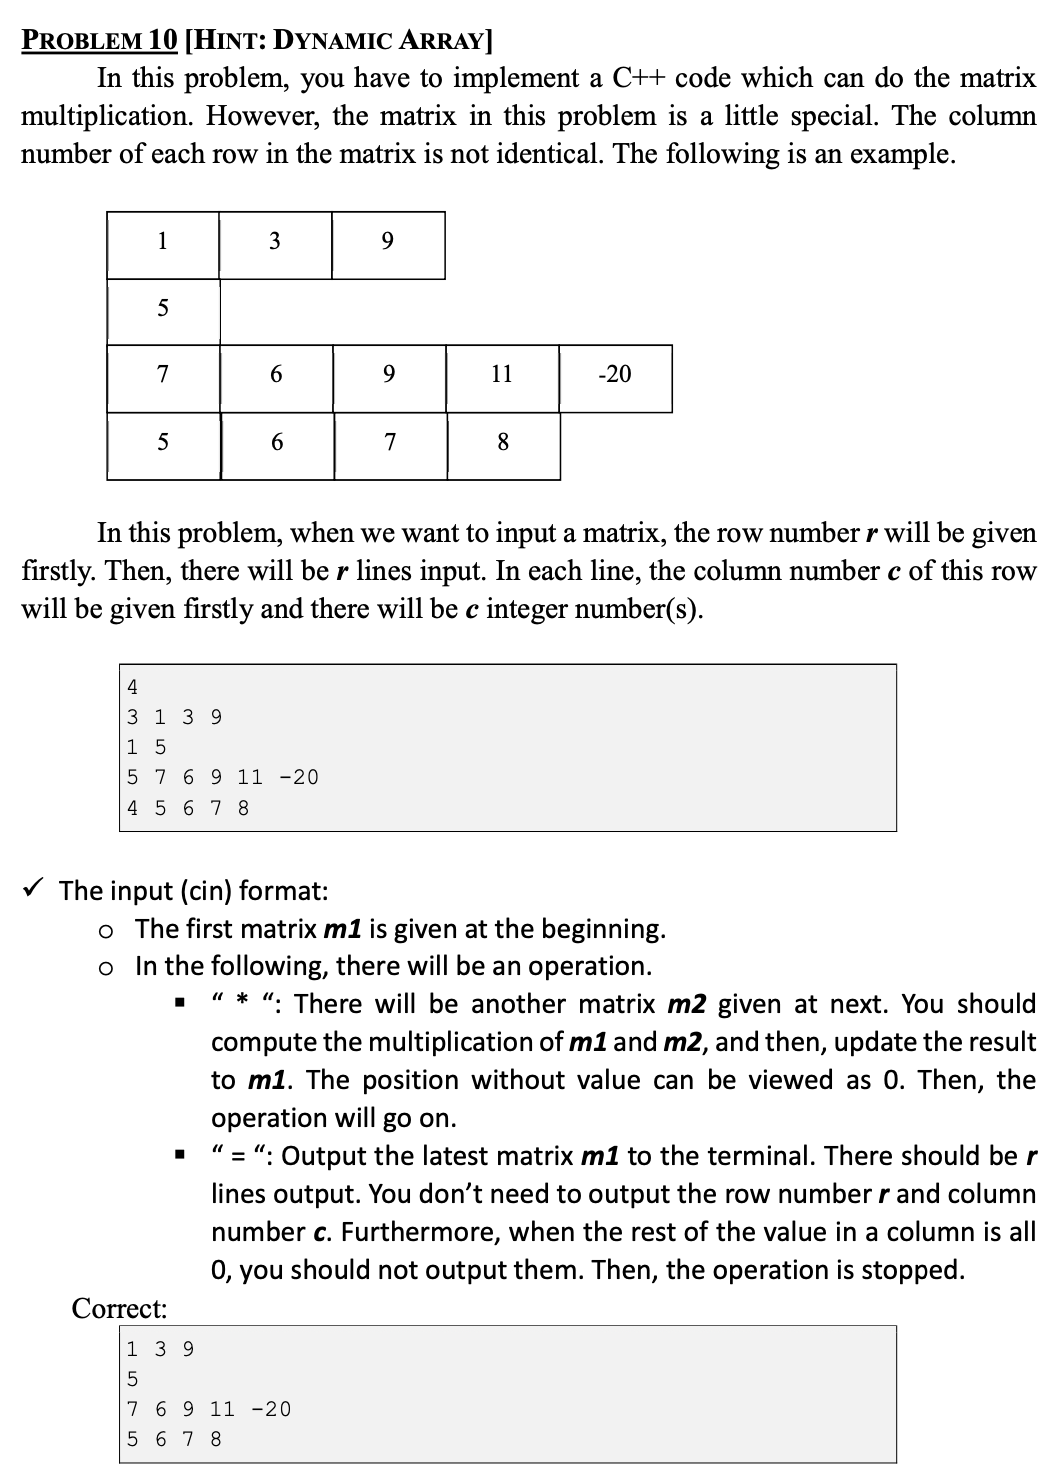 PROBLEM 10 [HINT: DYNAMIC ARRAY]
In this problem, you have to implement a C++ code which can do the matrix
multiplication. However, the matrix in this problem is a little special. The column
number of each row in the matrix is not identical. The following is an example.
1 3 9
5
7 6 9 11 -20
5 6 7 8
In this problem, when we want to input a matrix, the row number r will be given
firstly. Then, there will be r lines input. In each line, the column number c of this row
will be given firstly and there will be c integer number(s).
4
3 1 3 9
1 5
5 7 6 9 11 -20
4 5 6 7 8
✓ The input (cin) format:
o The first matrix m1 is given at the beginning.
o In the following, there will be an operation.
▪ “ * “: There will be another matrix m2 given at next. You should
compute the multiplication of m1 and m2, and then, update the result
to m1. The position without value can be viewed as 0. Then, the
operation will go on.
▪ “ = “: Output the latest matrix m1 to the terminal. There should be r
lines output. You don’t need to output the row number r and column
number c. Furthermore, when the rest of the value in a column is all
0, you should not output them. Then, the operation is stopped.
Correct:
1 3 9
5
7 6 9 11 -20
5 6 7 8